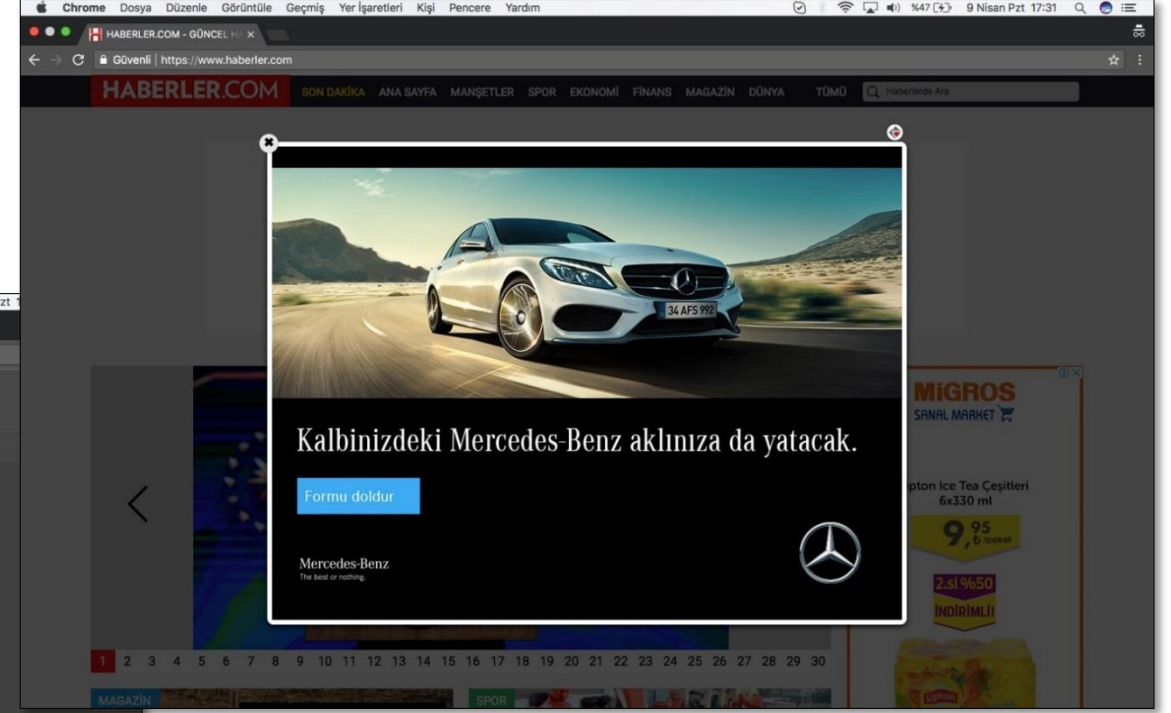 Chrome Dosya Düzenle Görüntüle Geçmiş Yer İşaretleri Kişi Pencere Yardım %47 9 Nisan Pzt 17:31
HABERLER.COM - GÜNCEL
Güvenli | https://www.haberler.com
HABERLER.COM SON DAKİKA ANA SAYFA MANŞETLER SPOR EKONOMİ FİNANS MAGAZİN DÜNYA TÜMÜ Haberlerde Ara
34 AFS 992
Kalbinizdeki Mercedes-Benz aklınıza da yatacak.
Formu doldur
Mercedes-Benz
The best or nothing.
MİGROS
SANAL MARKET
Ice Tea Çeşitleri
6x330 ml
9,95
₺/paket
2.si %50
İNDİRİMLİ!
Lipton
1 2 3 4 5 6 7 8 9 10 11 12 13 14 15 16 17 18 19 20 21 22 23 24 25 26 27 28 29 30
MAGAZİN SPOR